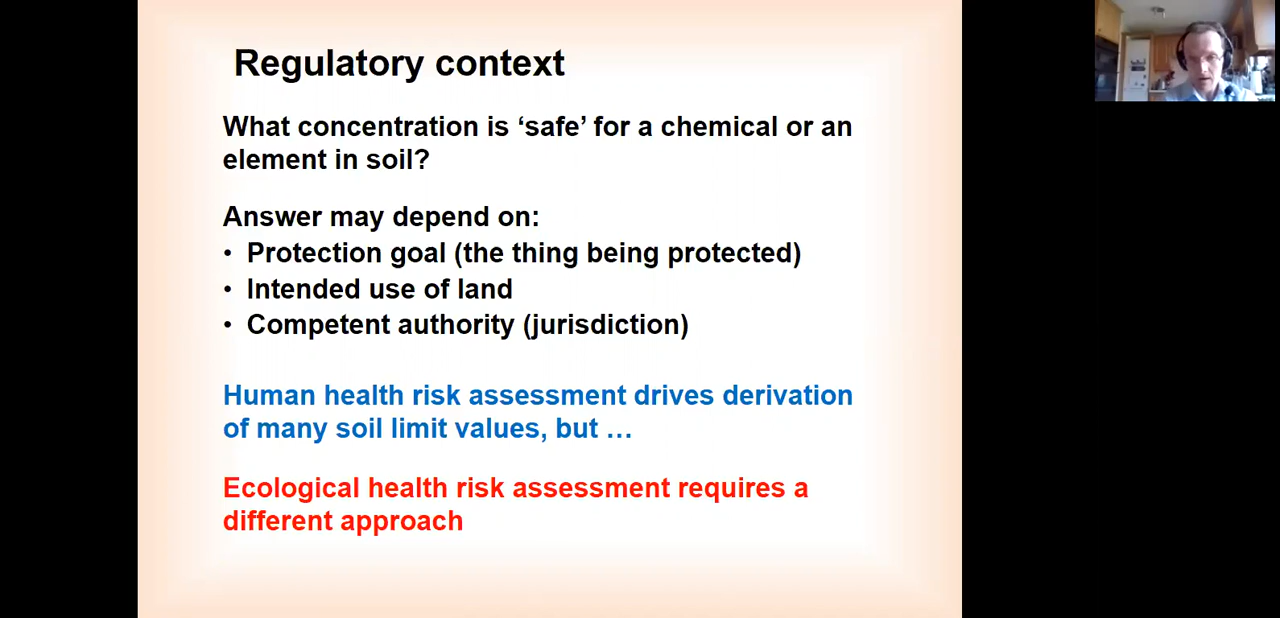 Regulatory context
What concentration is ‘safe’ for a chemical or an
element in soil?
Answer may depend on:
• Protection goal (the thing being protected)
• Intended use of land
• Competent authority (jurisdiction)
Human health risk assessment drives derivation
of many soil limit values, but …
Ecological health risk assessment requires a
different approach